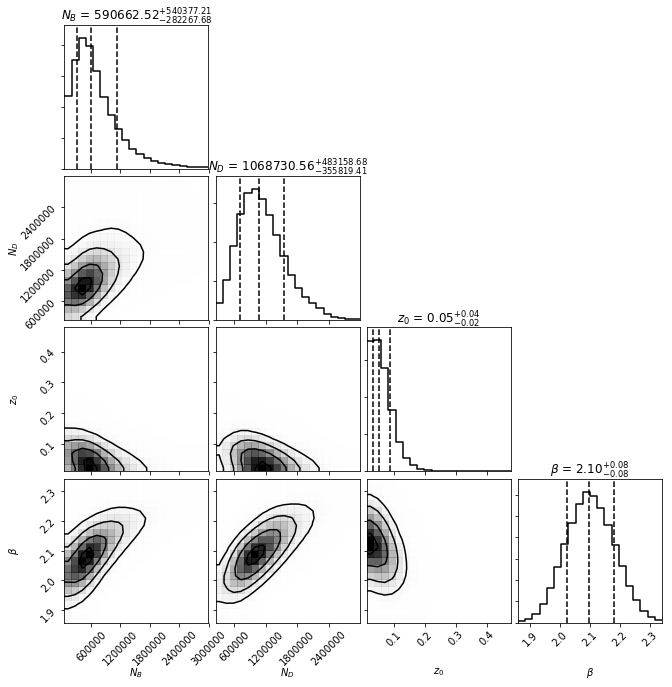 N_B = 590662.52^{+540377.21}_{-282267.68}
N_D = 1068730.56^{+483158.68}_{-355819.41}
N_D
2400000
1800000
1200000
600000
z_0 = 0.05^{+0.04}_{-0.02}
z_0
0.4
0.3
0.2
0.1
β = 2.10^{+0.08}_{-0.08}
β
2.3
2.2
2.1
2.0
1.9
600000 1200000 1800000 2400000 3000000 600000 1200000 1800000 2400000 0.1 0.2 0.3 0.4 1.9 2.0 2.1 2.2 2.3
N_B N_D z_0 β